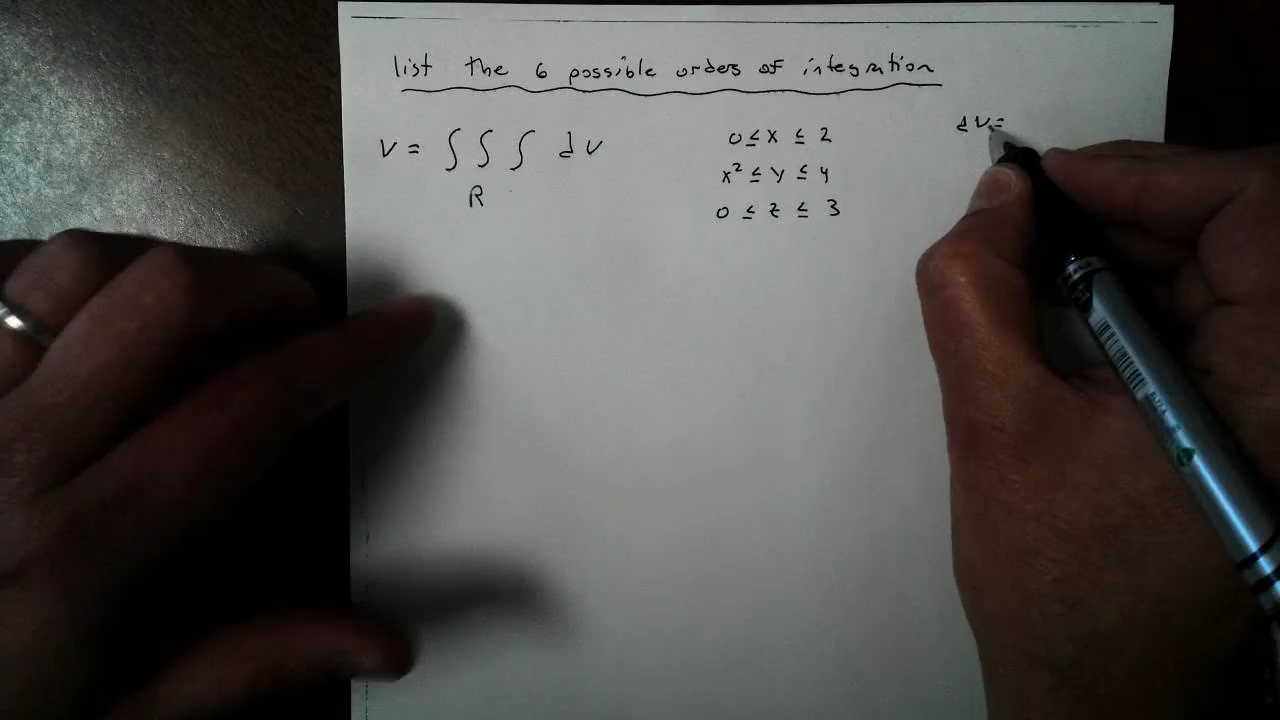 list the 6 possible orders of integration
V = ∫ ∫ ∫ dV
R
0 ≤ x ≤ 2
x² ≤ y ≤ 4
0 ≤ z ≤ 3
dV=